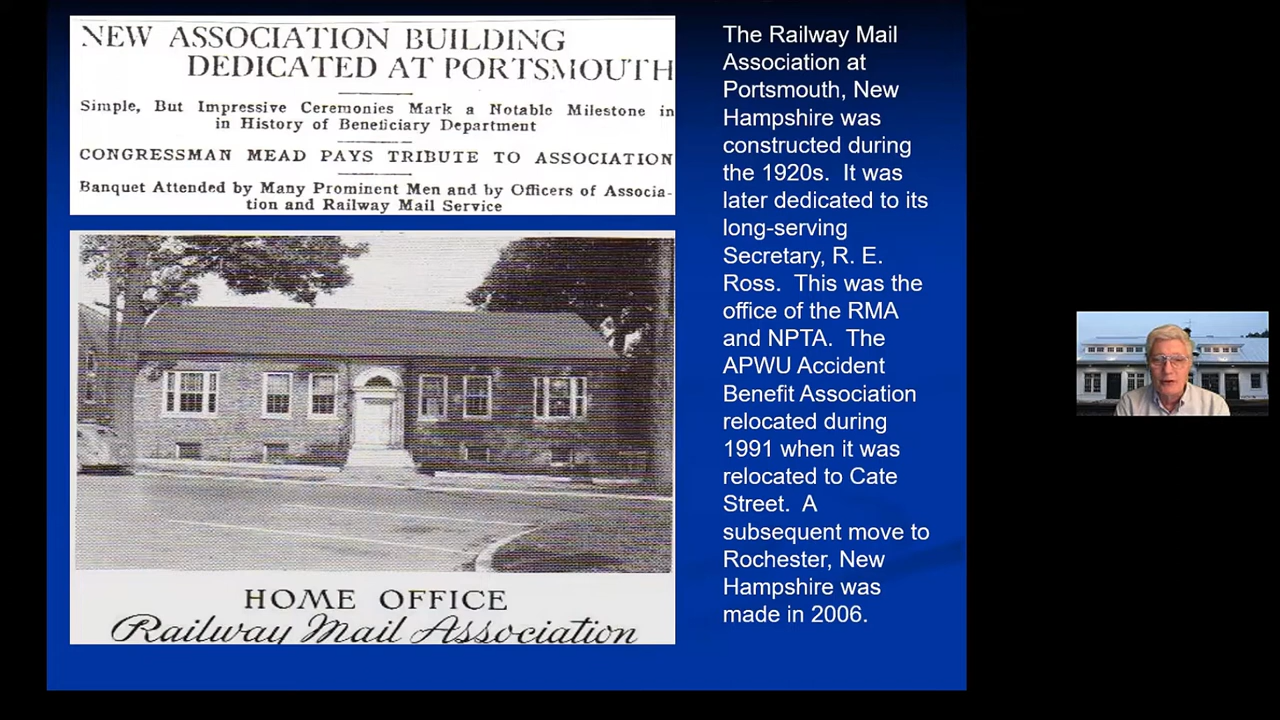 NEW ASSOCIATION BUILDING
DEDICATED AT PORTSMOUTH
Simple, But Impressive Ceremonies Mark a Notable Milestone in
in History of Beneficiary Department
CONGRESSMAN MEAD PAYS TRIBUTE TO ASSOCIATION
Banquet Attended by Many Prominent Men and by Officers of Associa-
tion and Railway Mail Service
HOME OFFICE
Railway Mail Association
The Railway Mail
Association at
Portsmouth, New
Hampshire was
constructed during
the 1920s. It was
later dedicated to its
long-serving
Secretary, R. E.
Ross. This was the
office of the RMA
and NPTA. The
APWU Accident
Benefit Association
relocated during
1991 when it was
relocated to Cate
Street. A
subsequent move to
Rochester, New
Hampshire was
made in 2006.